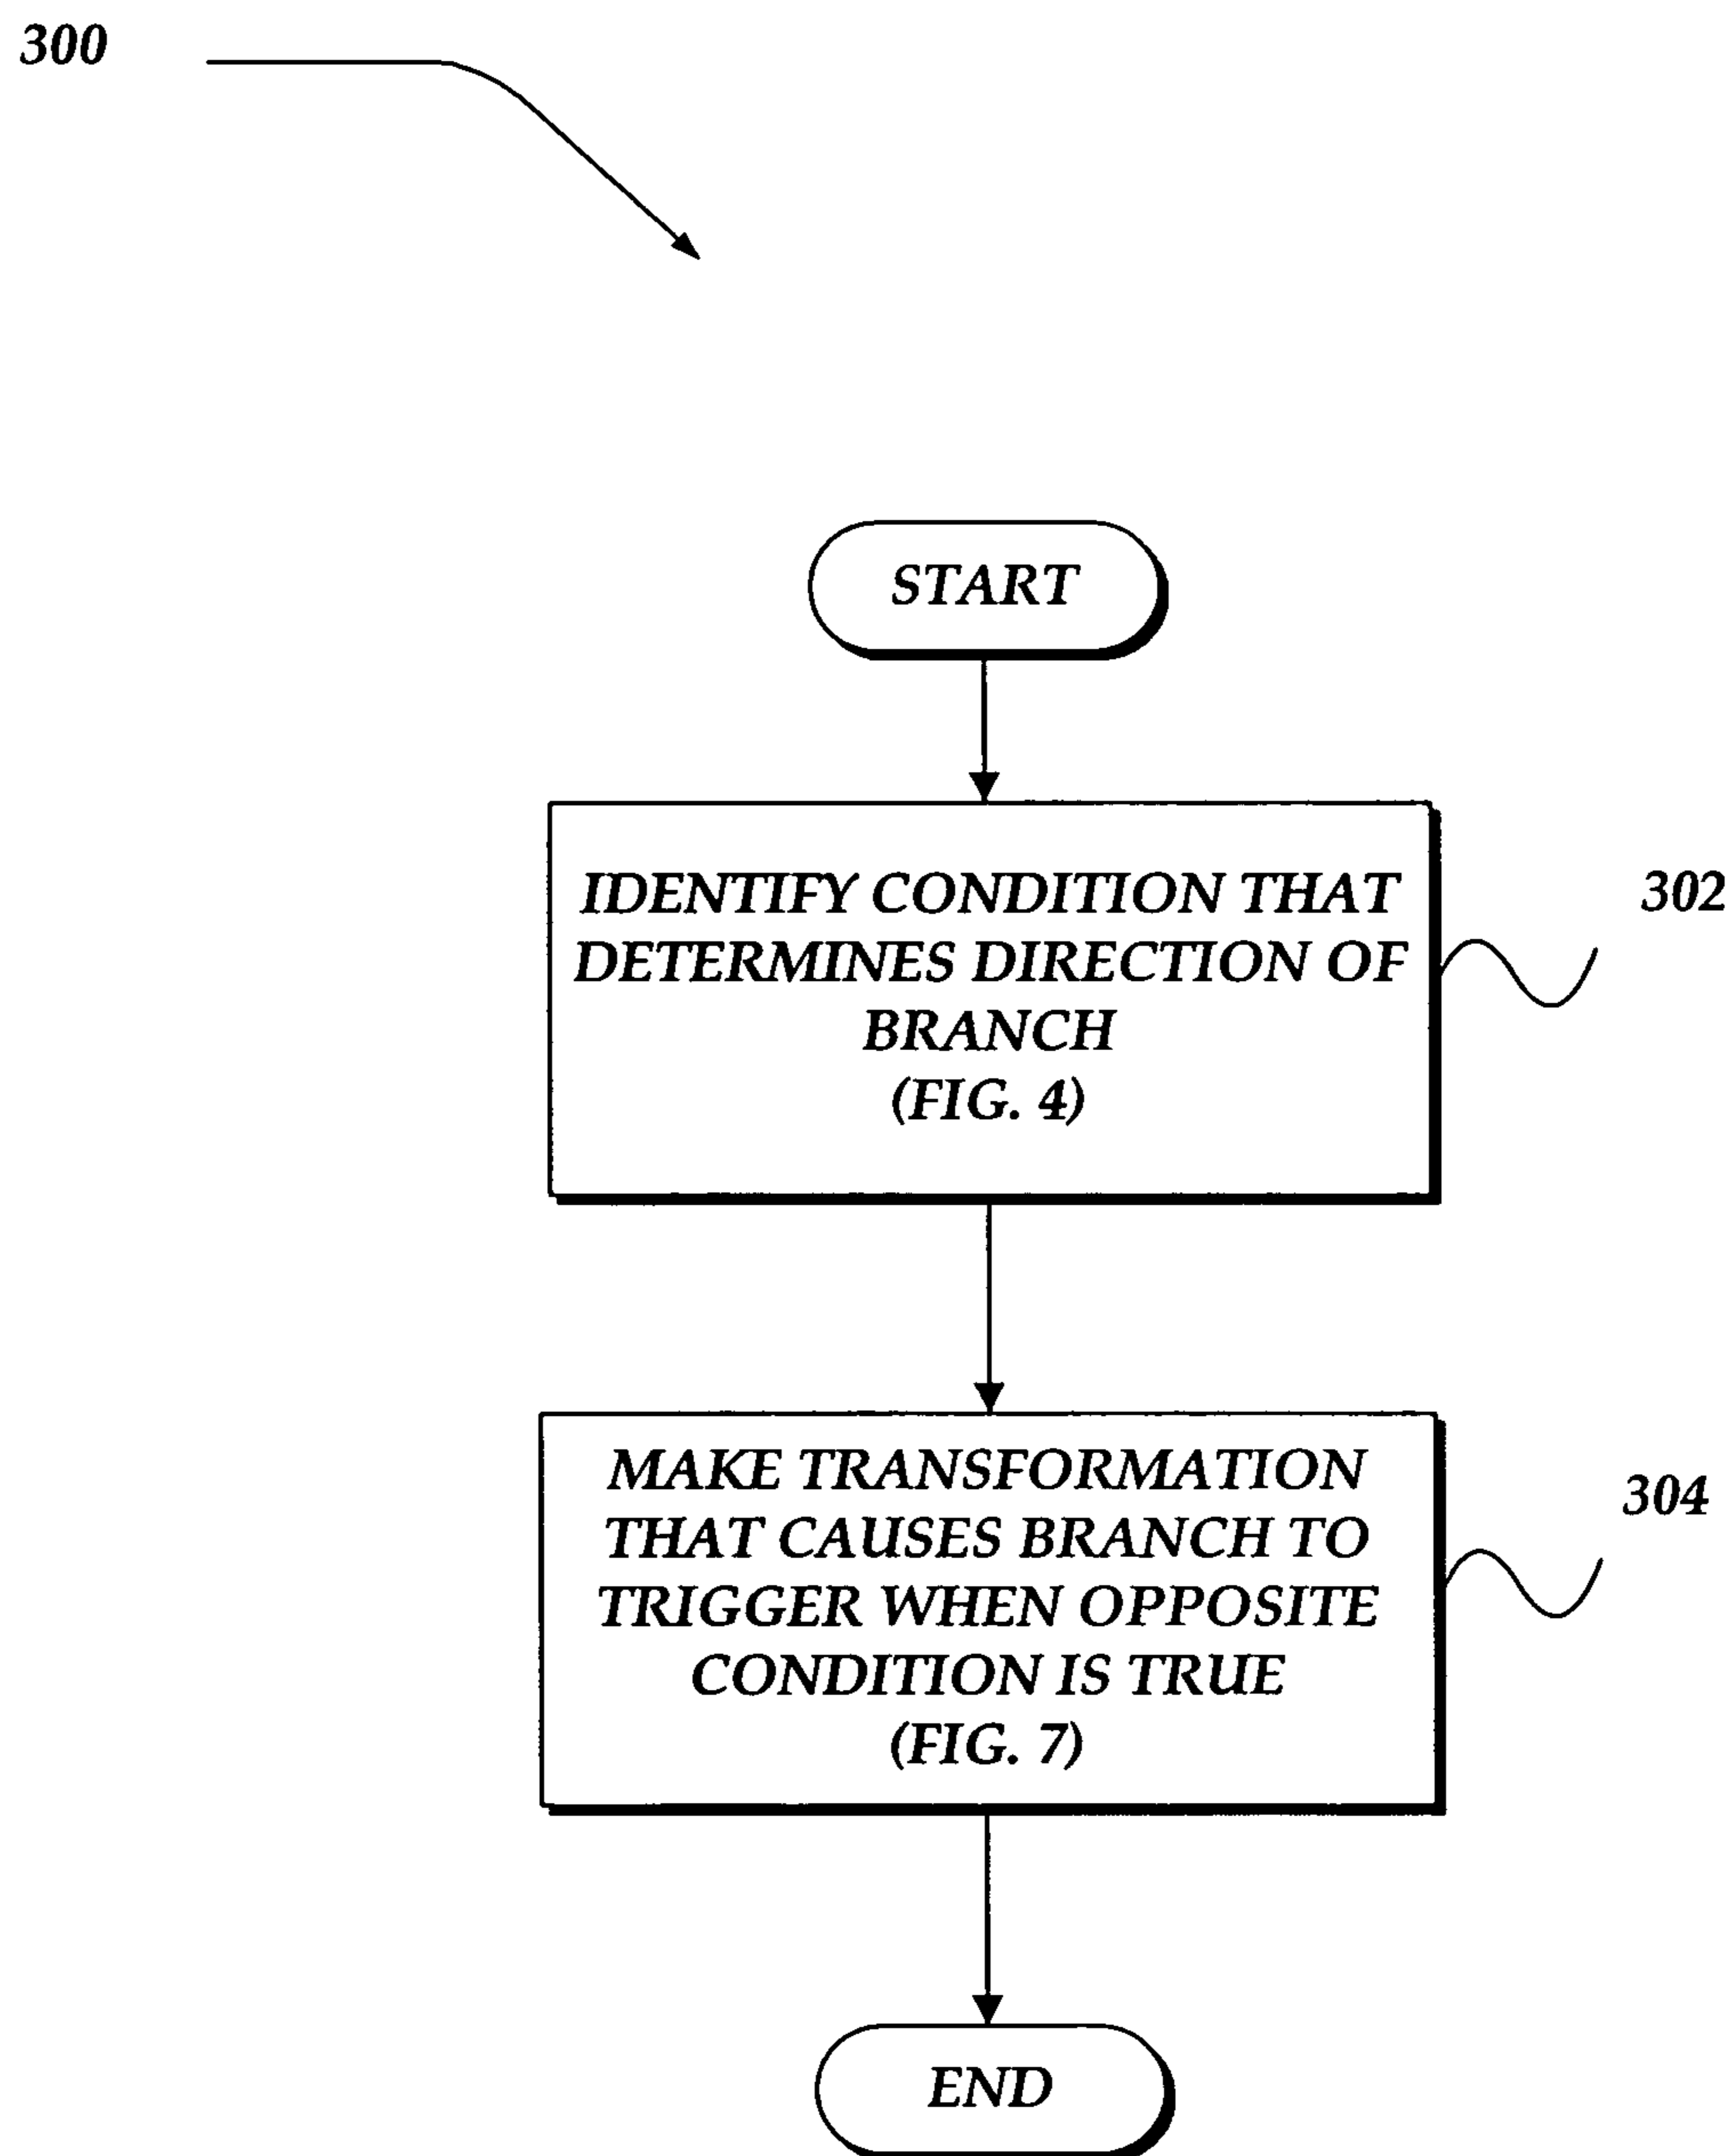 300
START
IDENTIFY CONDITION THAT
DETERMINES DIRECTION OF
BRANCH
(FIG. 4)
302
MAKE TRANSFORMATION
THAT CAUSES BRANCH TO
TRIGGER WHEN OPPOSITE
CONDITION IS TRUE
(FIG. 7)
304
END